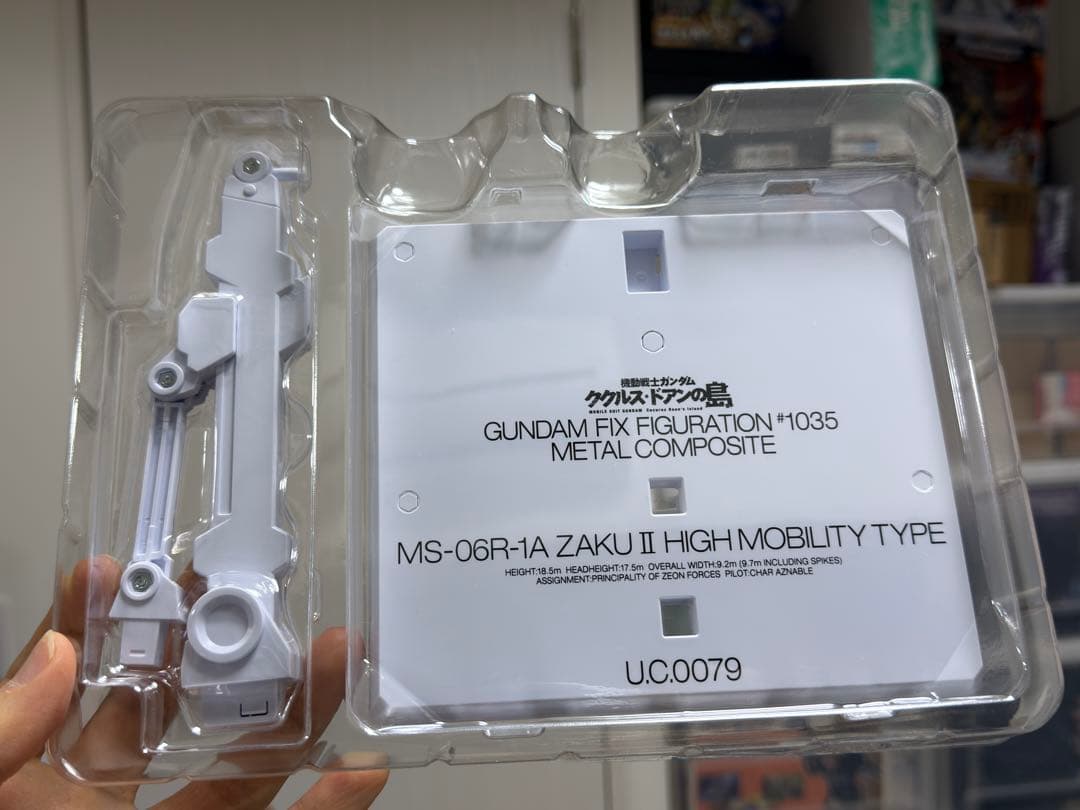 機動戦士ガンダム
ククルス・ドアンの島
MOBILE SUIT GUNDAM Cucuruz Doan's Island
GUNDAM FIX FIGURATION #1035
METAL COMPOSITE
MS-06R-1A ZAKU II HIGH MOBILITY TYPE
HEIGHT:18.5m HEADHEIGHT:17.5m OVERALL WIDTH:9.2m (9.7m INCLUDING SPIKES)
ASSIGNMENT:PRINCIPALITY OF ZEON FORCES PILOT:CHAR AZNABLE
U.C.0079